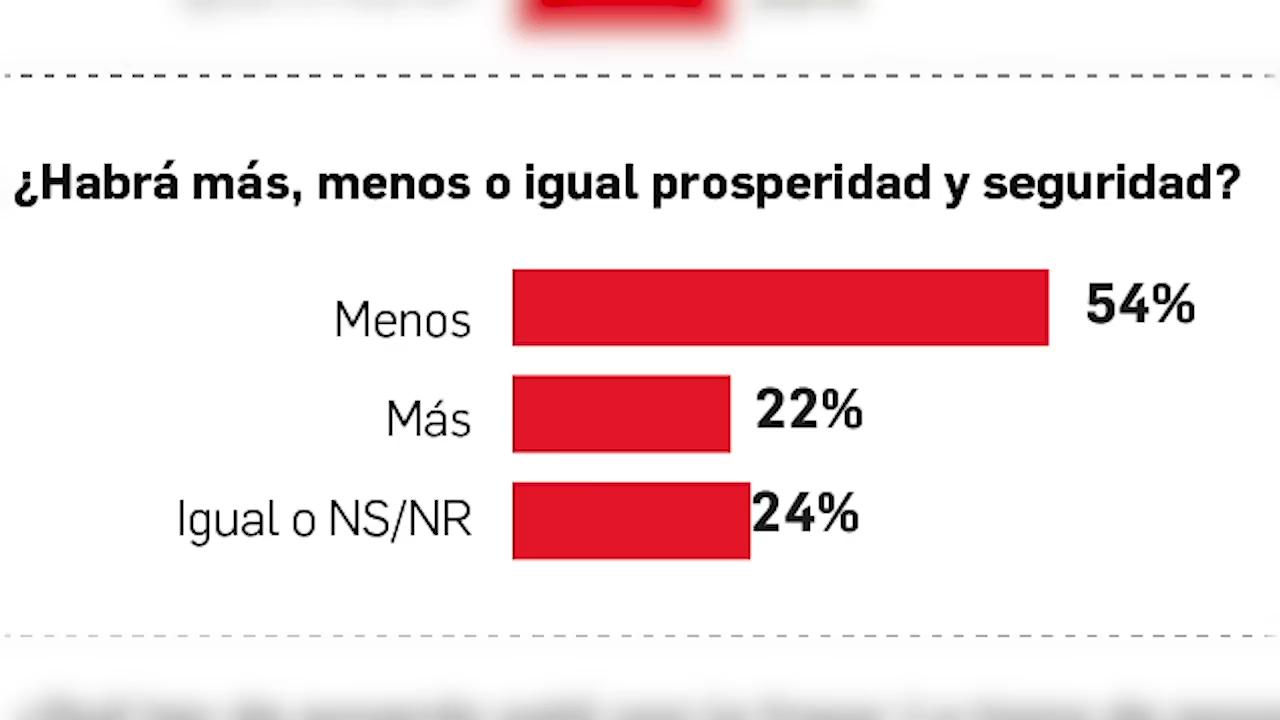 ¿Habrá más, menos o igual prosperidad y seguridad?
Menos 54%
Más 22%
Igual o NS/NR 24%